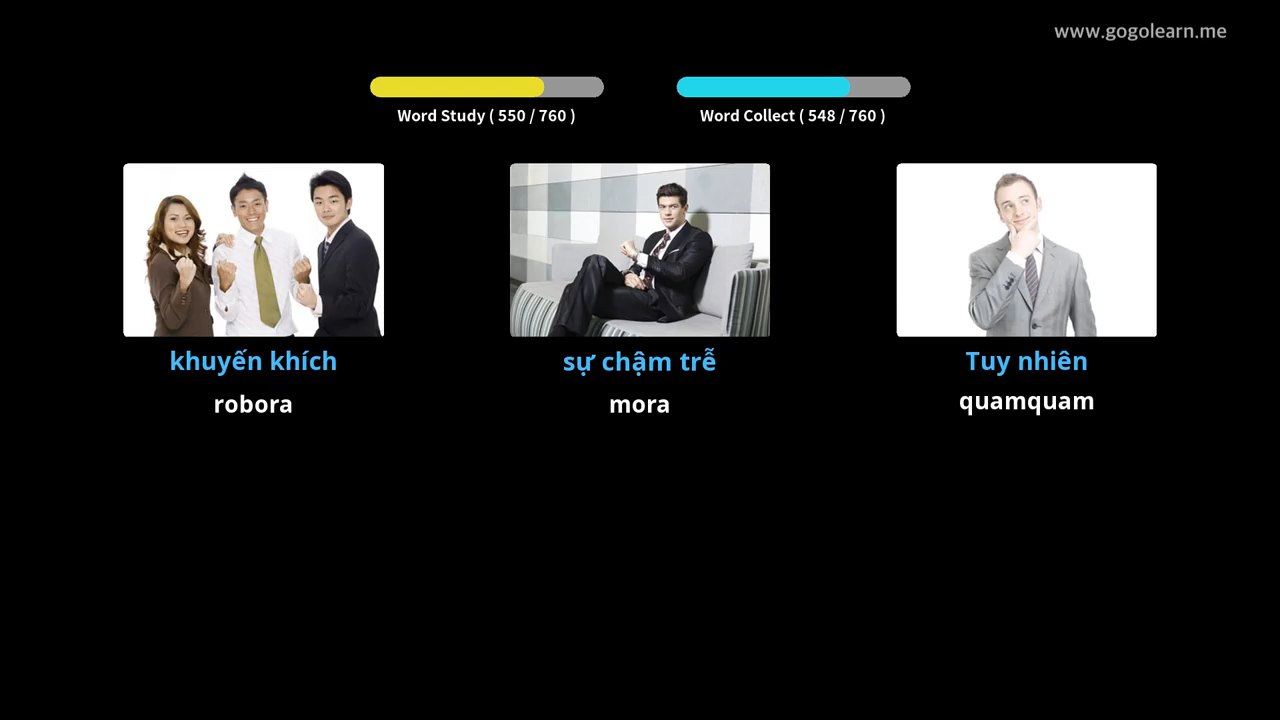 www.gogolearn.me
Word Study ( 550 / 760 )
Word Collect ( 548 / 760 )
khuyến khích
sự chậm trễ
Tuy nhiên
robora
mora
quamquam